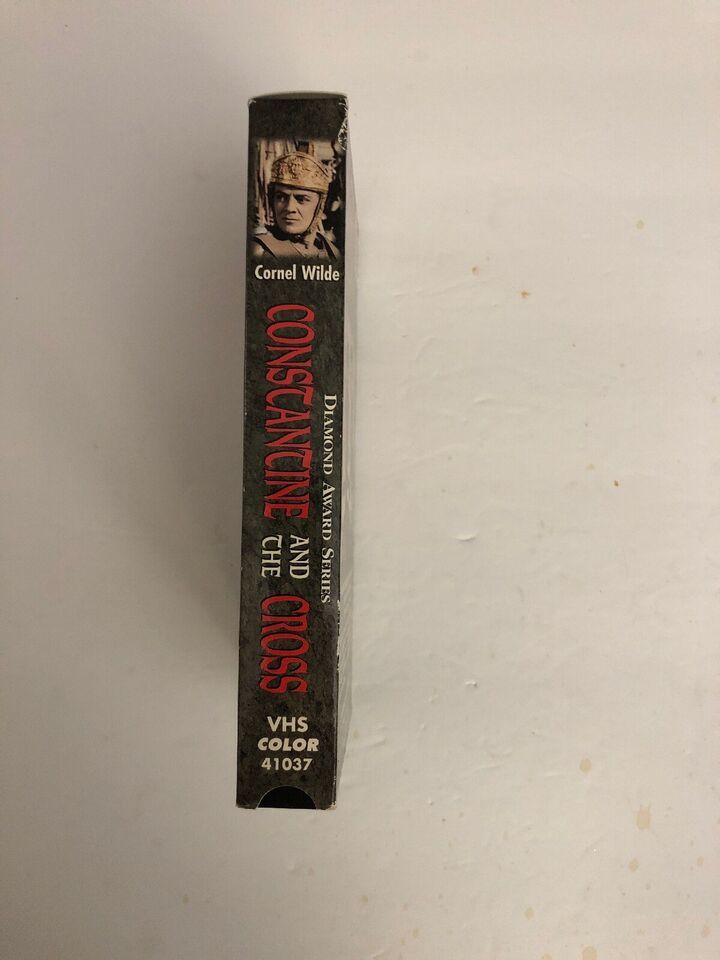 Cornel Wilde
DIAMOND AWARD SERIES
CONSTANTINE AND THE CROSS
VHS
COLOR
41037